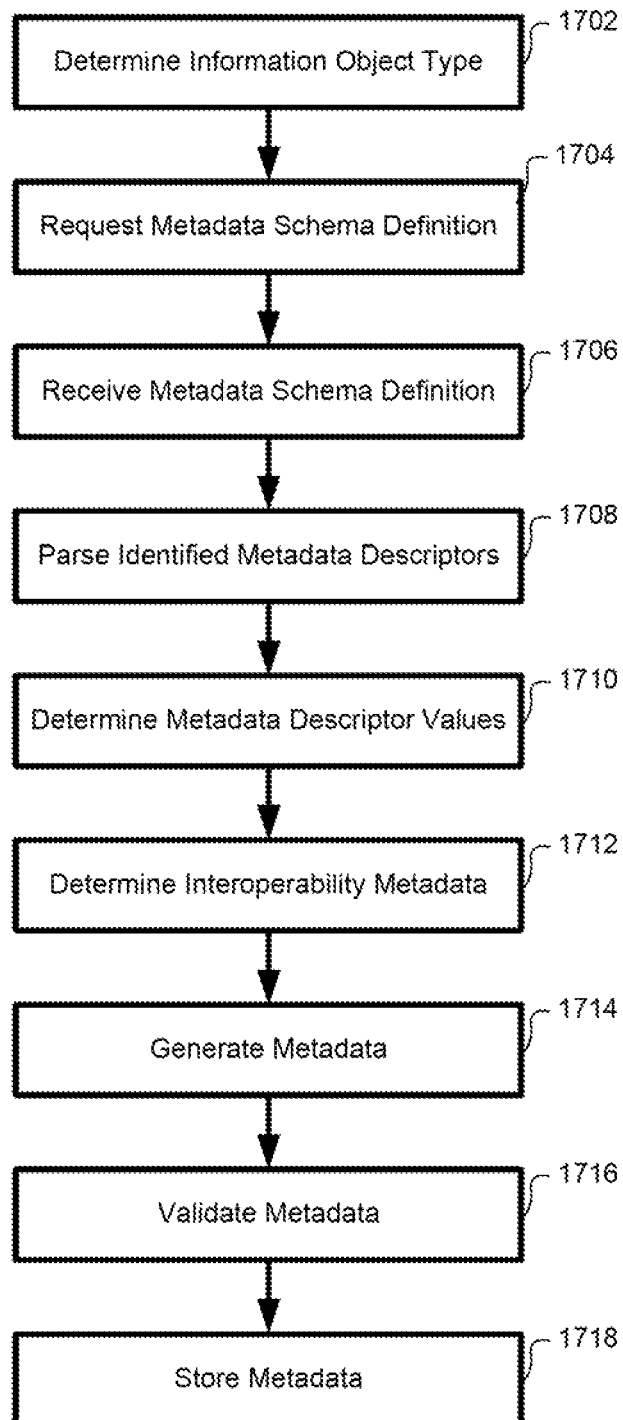 1702
Determine Information Object Type
1704
Request Metadata Schema Definition
1706
Receive Metadata Schema Definition
1708
Parse Identified Metadata Descriptors
1710
Determine Metadata Descriptor Values
1712
Determine Interoperability Metadata
1714
Generate Metadata
1716
Validate Metadata
1718
Store Metadata